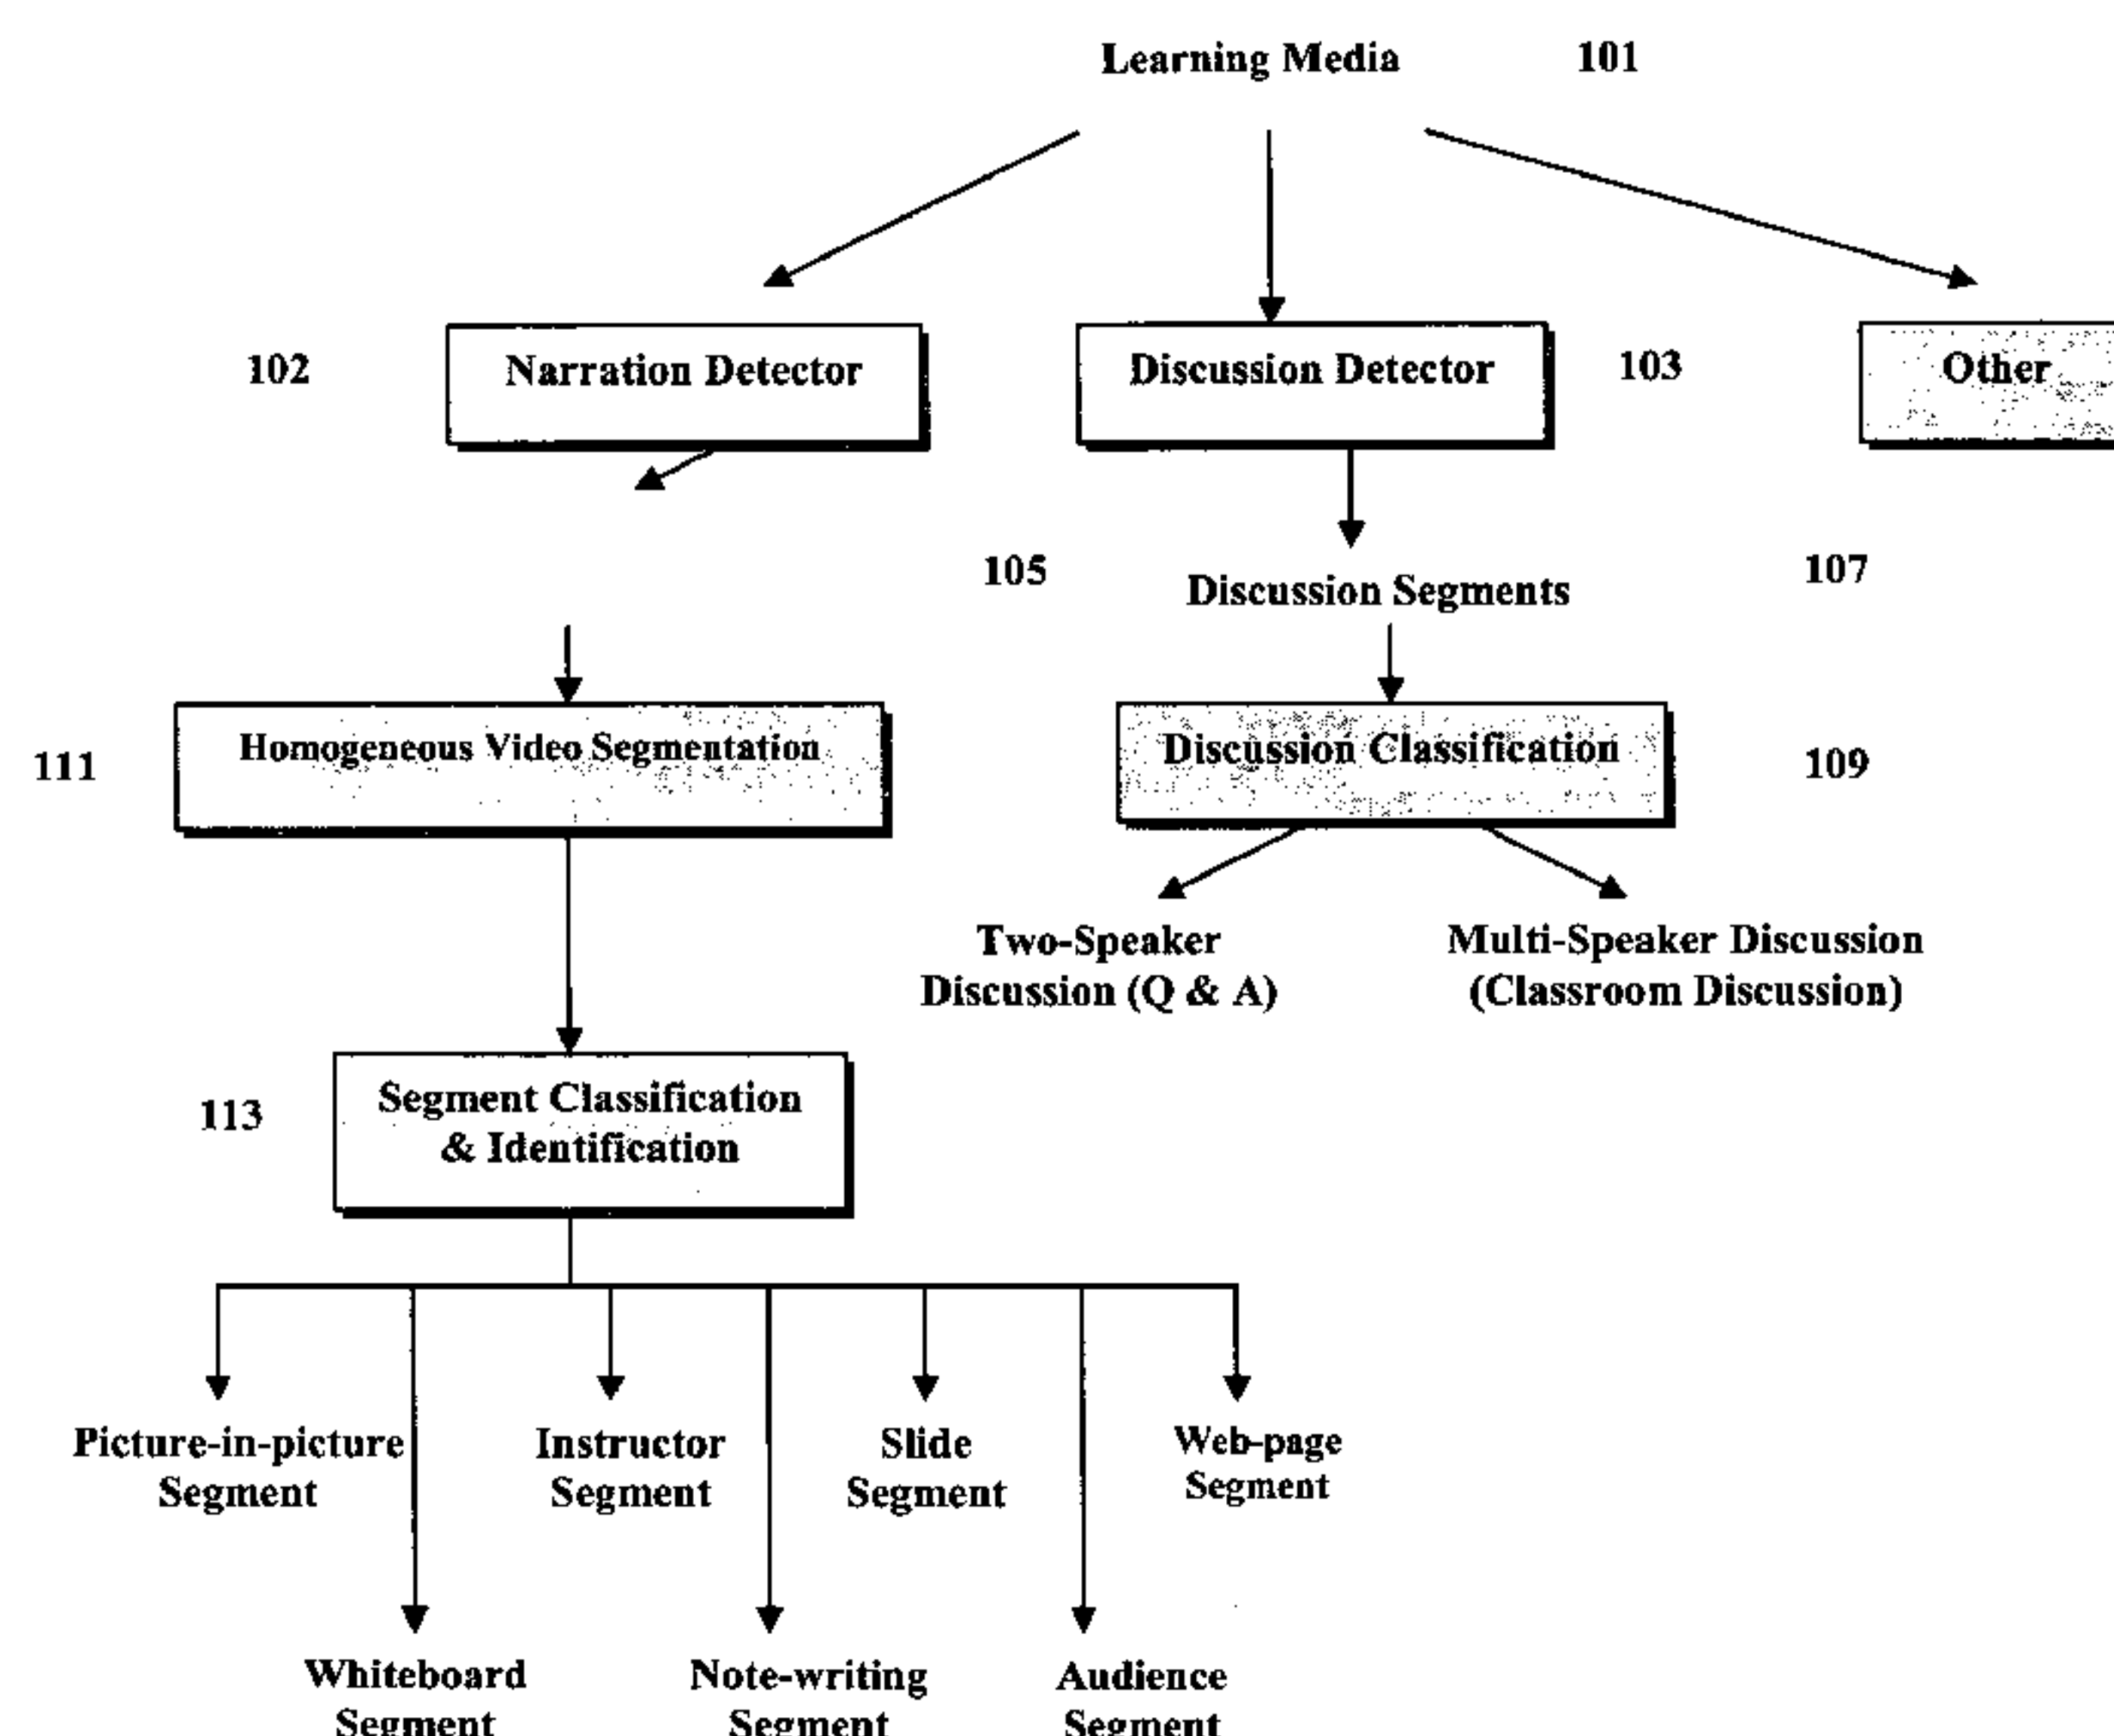 Learning Media 101
102 Narration Detector Discussion Detector 103 Other
105 Discussion Segments 107
111 Homogeneous Video Segmentation Discussion Classification 109
Two-Speaker
Discussion (Q & A)
Multi-Speaker Discussion
(Classroom Discussion)
113
Segment Classification
& Identification
Picture-in-picture
Segment
Instructor
Segment
Slide
Segment
Web-page
Segment
Whiteboard
Segment
Note-writing
Segment
Audience
Segment